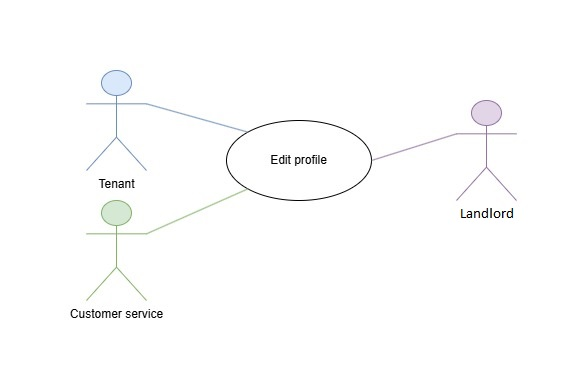 Edit profile
Tenant
Landlord
Customer service